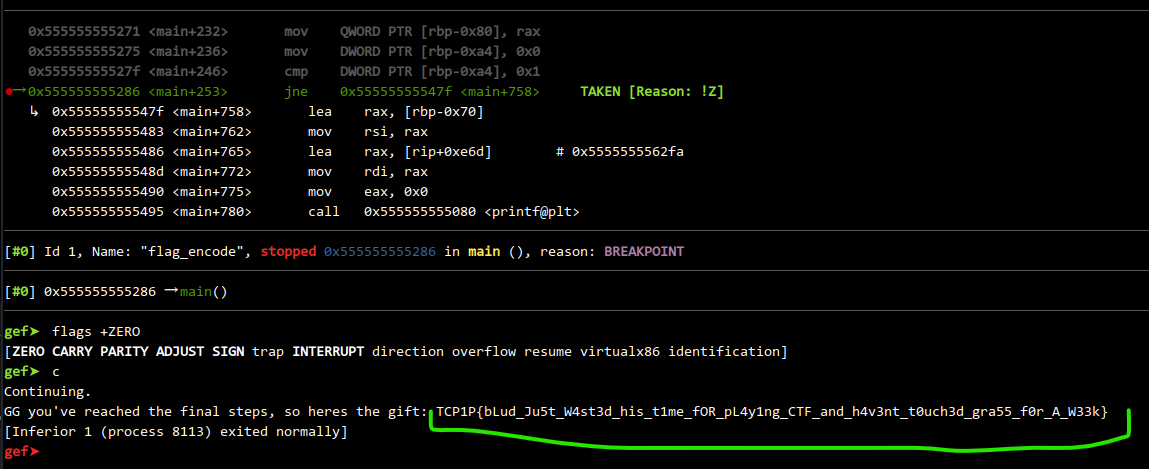 0x555555555271 <main+232> mov QWORD PTR [rbp-0x80], rax
0x555555555275 <main+236> mov DWORD PTR [rbp-0xa4], 0x0
0x55555555527f <main+246> cmp DWORD PTR [rbp-0xa4], 0x1
●→0x555555555286 <main+253> jne 0x55555555547f <main+758> TAKEN [Reason: !Z]
↳ 0x55555555547f <main+758> lea rax, [rbp-0x70]
0x555555555483 <main+762> mov rsi, rax
0x555555555486 <main+765> lea rax, [rip+0xe6d] # 0x5555555562fa
0x55555555548d <main+772> mov rdi, rax
0x555555555490 <main+775> mov eax, 0x0
0x555555555495 <main+780> call 0x555555555080 <printf@plt>
[#0] Id 1, Name: "flag_encode", stopped 0x555555555286 in main (), reason: BREAKPOINT
[#0] 0x555555555286 →main()
gef➤ flags +ZERO
[ZERO CARRY PARITY ADJUST SIGN trap INTERRUPT direction overflow resume virtualx86 identification]
gef➤ c
Continuing.
GG you've reached the final steps, so heres the gift: TCP1P{bLud_Ju5t_W4st3d_his_t1me_fOR_pL4y1ng_CTF_and_h4v3nt_t0uch3d_gra55_f0r_A_W33k}
[Inferior 1 (process 8113) exited normally]
gef➤